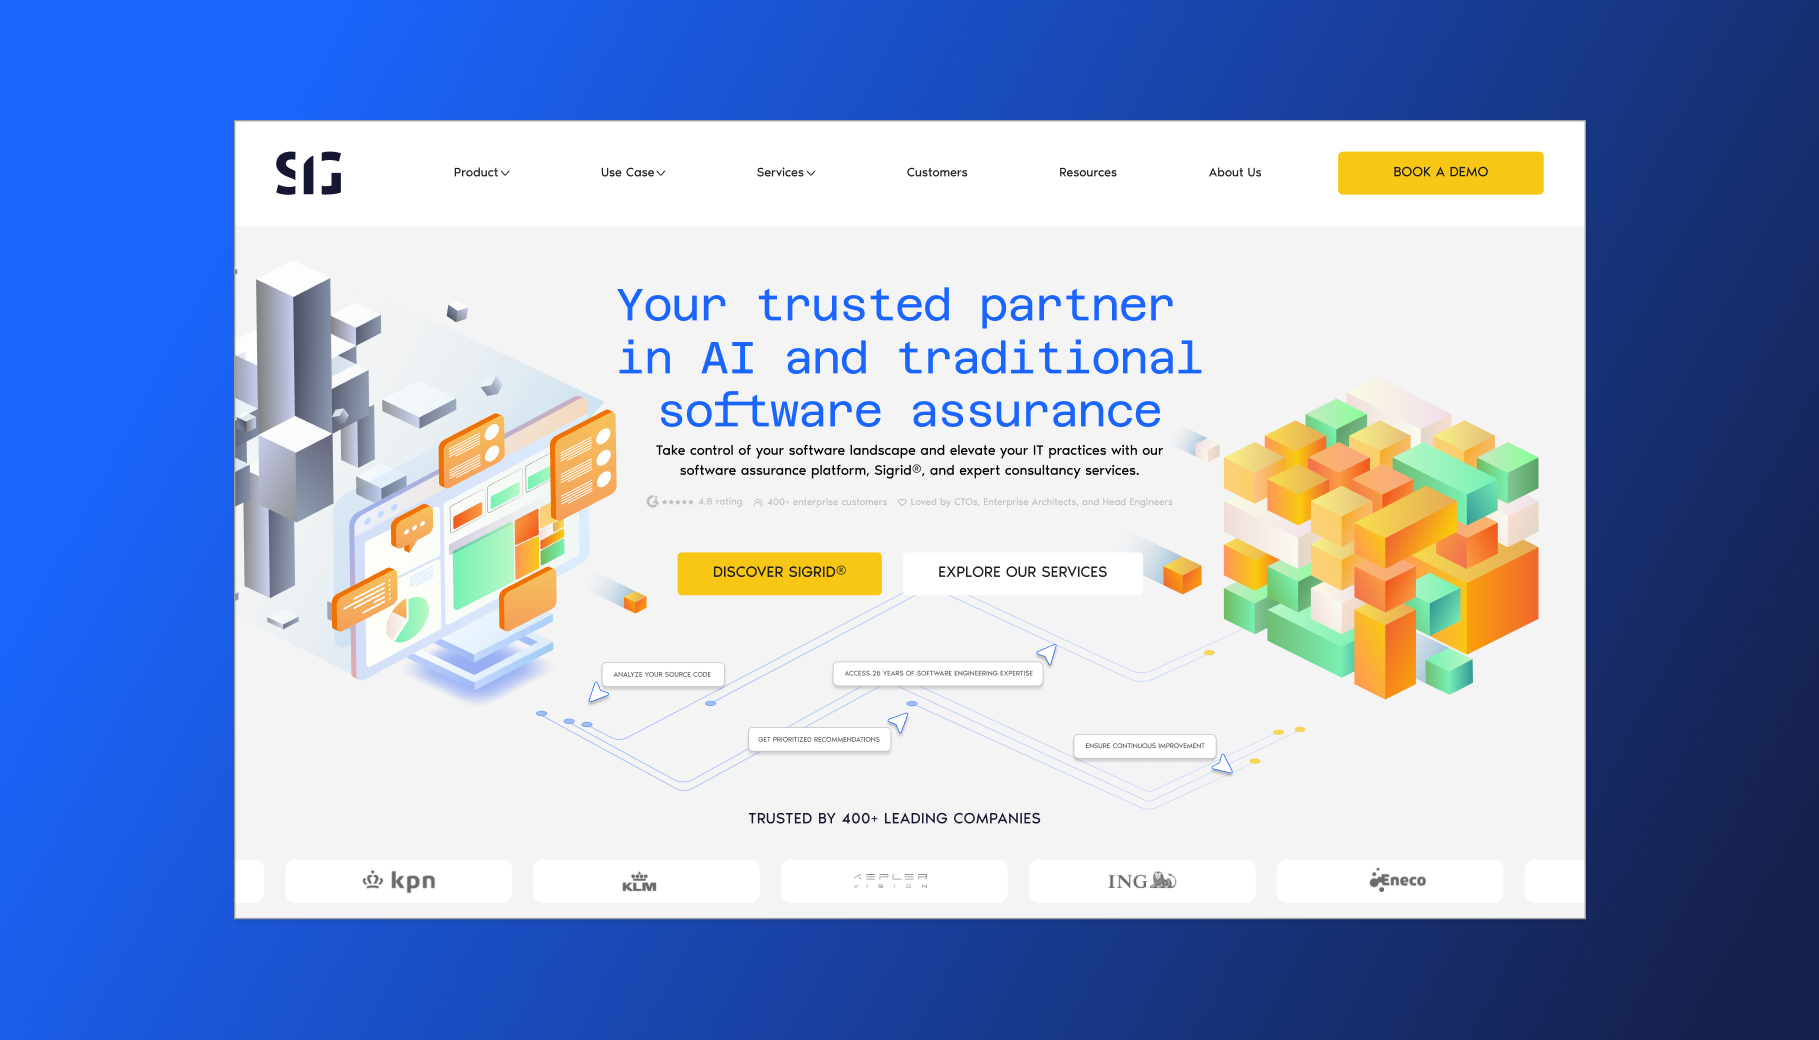 SIG
Product
Use Case
Services
Customers
Resources
About Us
BOOK A DEMO
Your trusted partner
in AI and traditional
software assurance
Take control of your software landscape and elevate your IT practices with our
software assurance platform, Sigrid®, and expert consultancy services.
4.8 rating
400+ enterprise customers
Loved by CTOs, Enterprise Architects, and Head Engineers
DISCOVER SIGRID®
EXPLORE OUR SERVICES
ANALYZE YOUR SOURCE CODE
ACCESS 25 YEARS OF SOFTWARE ENGINEERING EXPERTISE
GET PRIORITIZED RECOMMENDATIONS
ENSURE CONTINUOUS IMPROVEMENT
TRUSTED BY 400+ LEADING COMPANIES
kpn
KLM
KEPLER
VISION
ING
Eneco